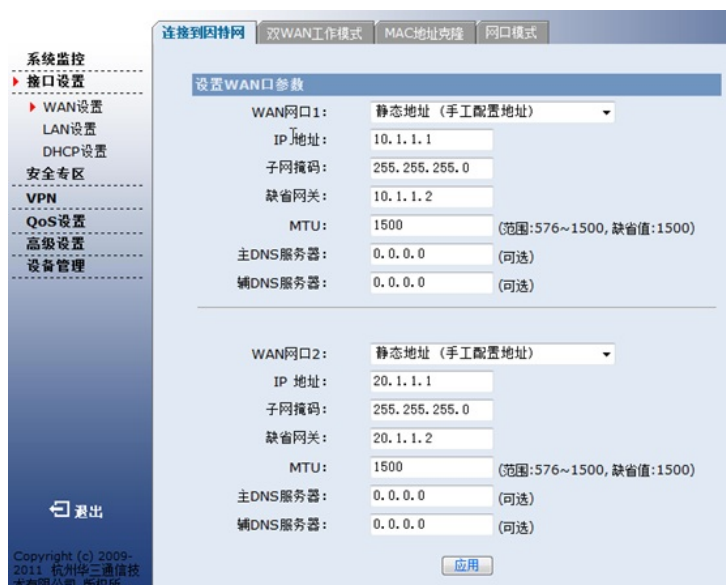 连接到因特网 双WAN工作模式 MAC地址克隆 网口模式
系统监控
接口设置
WAN设置
LAN设置
DHCP设置
安全专区
VPN
QoS设置
高级设置
设备管理
退出
Copyright (c) 2009-
2011 杭州华三通信技
术有限公司 版权所
设置WAN口参数
WAN网口1: 静态地址 (手工配置地址)
IP 地址: 10.1.1.1
子网掩码: 255.255.255.0
缺省网关: 10.1.1.2
MTU: 1500 (范围:576~1500,缺省值:1500)
主DNS服务器: 0.0.0.0 (可选)
辅DNS服务器: 0.0.0.0 (可选)
WAN网口2: 静态地址 (手工配置地址)
IP 地址: 20.1.1.1
子网掩码: 255.255.255.0
缺省网关: 20.1.1.2
MTU: 1500 (范围:576~1500,缺省值:1500)
主DNS服务器: 0.0.0.0 (可选)
辅DNS服务器: 0.0.0.0 (可选)
应用